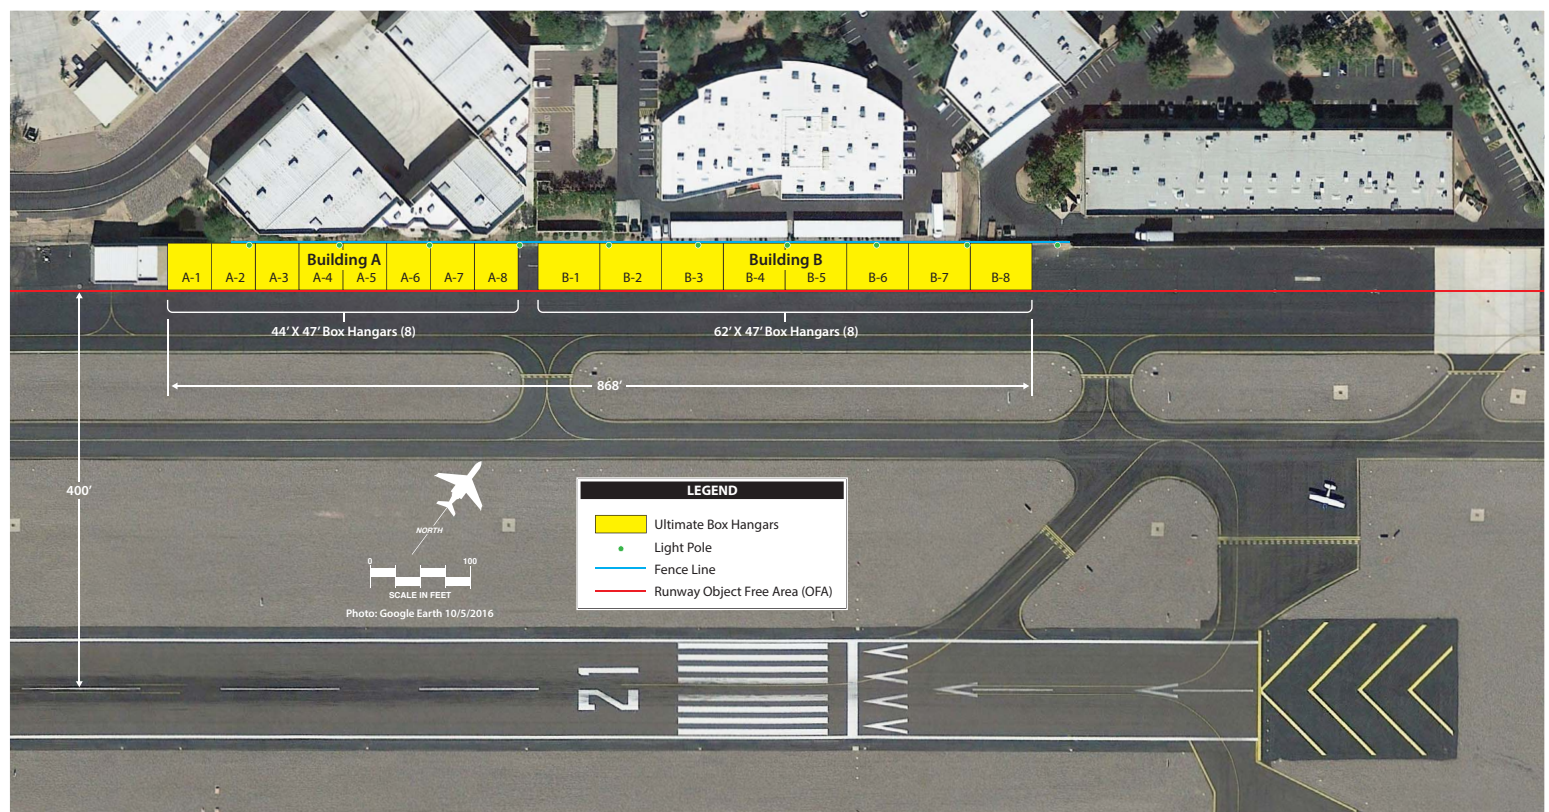 Building A
A-1 A-2 A-3 A-4 A-5 A-6 A-7 A-8
Building B
B-1 B-2 B-3 B-4 B-5 B-6 B-7 B-8
44’ X 47’ Box Hangars (8)
62’ X 47’ Box Hangars (8)
868’
400’
NORTH
0 100
SCALE IN FEET
Photo: Google Earth 10/5/2016
LEGEND
Ultimate Box Hangars
Light Pole
Fence Line
Runway Object Free Area (OFA)
21